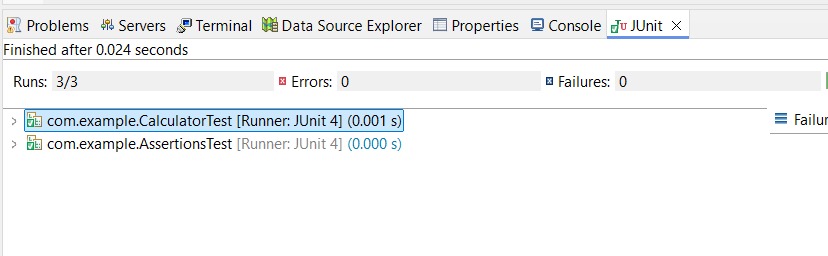 Problems Servers Terminal Data Source Explorer Properties Console JUnit
Finished after 0.024 seconds
Runs: 3/3 Errors: 0 Failures: 0
com.example.CalculatorTest [Runner: JUnit 4] (0.001 s)
com.example.AssertionsTest [Runner: JUnit 4] (0.000 s)
Failur